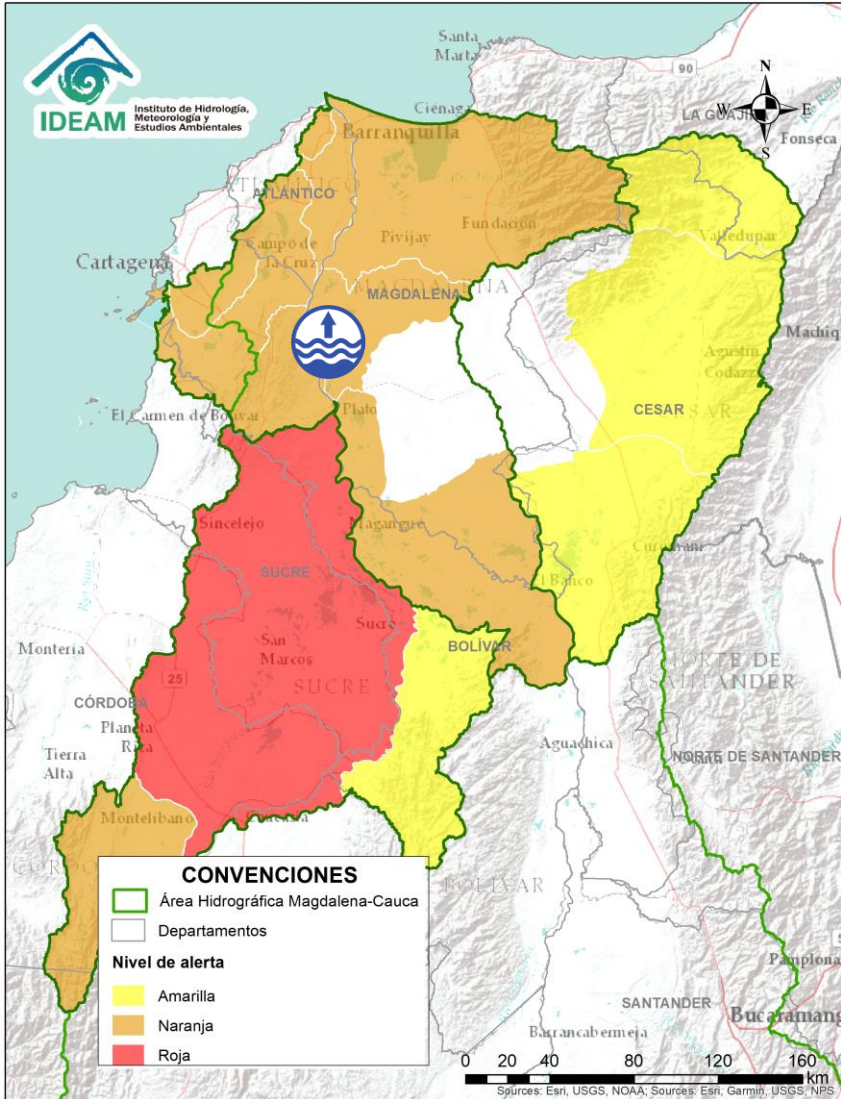 Santa
Marta
90
N
W
E
S
LA GUAJIRA
Ciénaga
Fonseca
IDEAM
Instituto de Hidrología,
Meteorología y
Estudios Ambientales
Barranquilla
ATLÁNTICO
Fundación
Pivijay
Campo de
la Cruz
Valledupar
Cartagena
MAGDALENA
Agustín
Codazzi
CESAR
Plato
El Carmen de Bolívar
Sincelejo
Magangué
SUCRE
El Banco
Sucre
San
Marcos
SUCRE
BOLÍVAR
Montería
25
CÓRDOBA
Planeta
Rica
Tierra
Alta
NORTE DE
SANTANDER
Aguachica
NORTE DE SANTANDER
Montelíbano
BOLÍVAR
CONVENCIONES
Área Hidrográfica Magdalena-Cauca
Departamentos
Nivel de alerta
Amarilla
Naranja
Roja
Pamplona
SANTANDER
Barrancabermeja
0 20 40 80 120 160
km
Sources: Esri, USGS, NOAA; Sources: Esri, Garmin, USGS, NPS